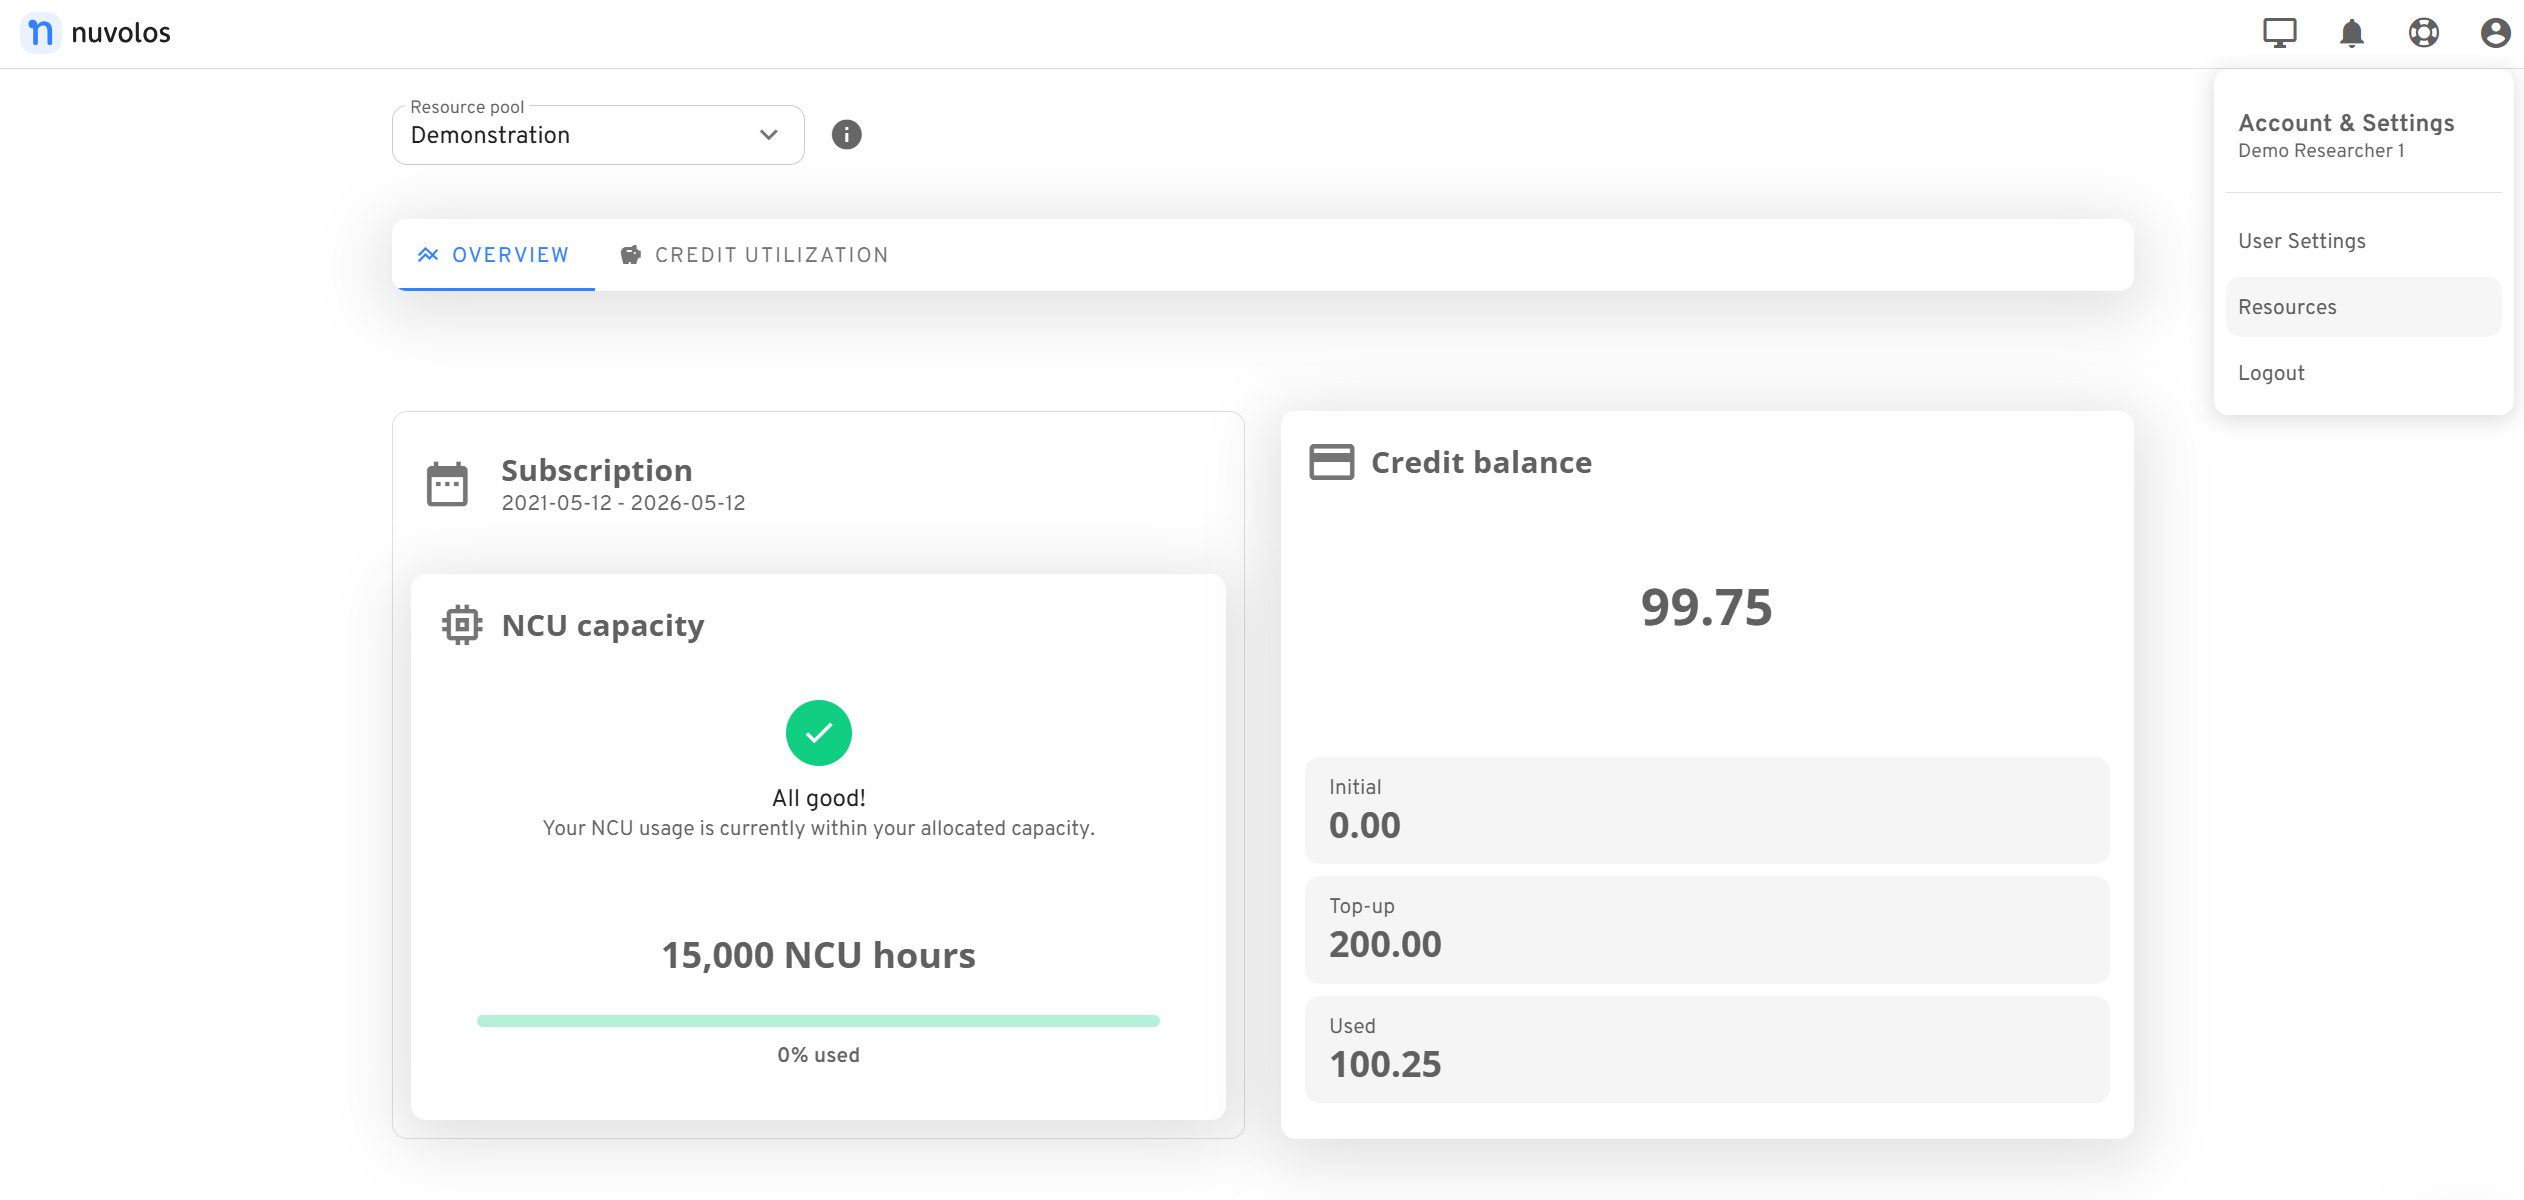 nuvolos
Resource pool
Demonstration
Account & Settings
Demo Researcher 1
User Settings
Resources
Logout
OVERVIEW
CREDIT UTILIZATION
Subscription
2021-05-12 - 2026-05-12
NCU capacity
All good!
Your NCU usage is currently within your allocated capacity.
15,000 NCU hours
0% used
Credit balance
99.75
Initial
0.00
Top-up
200.00
Used
100.25